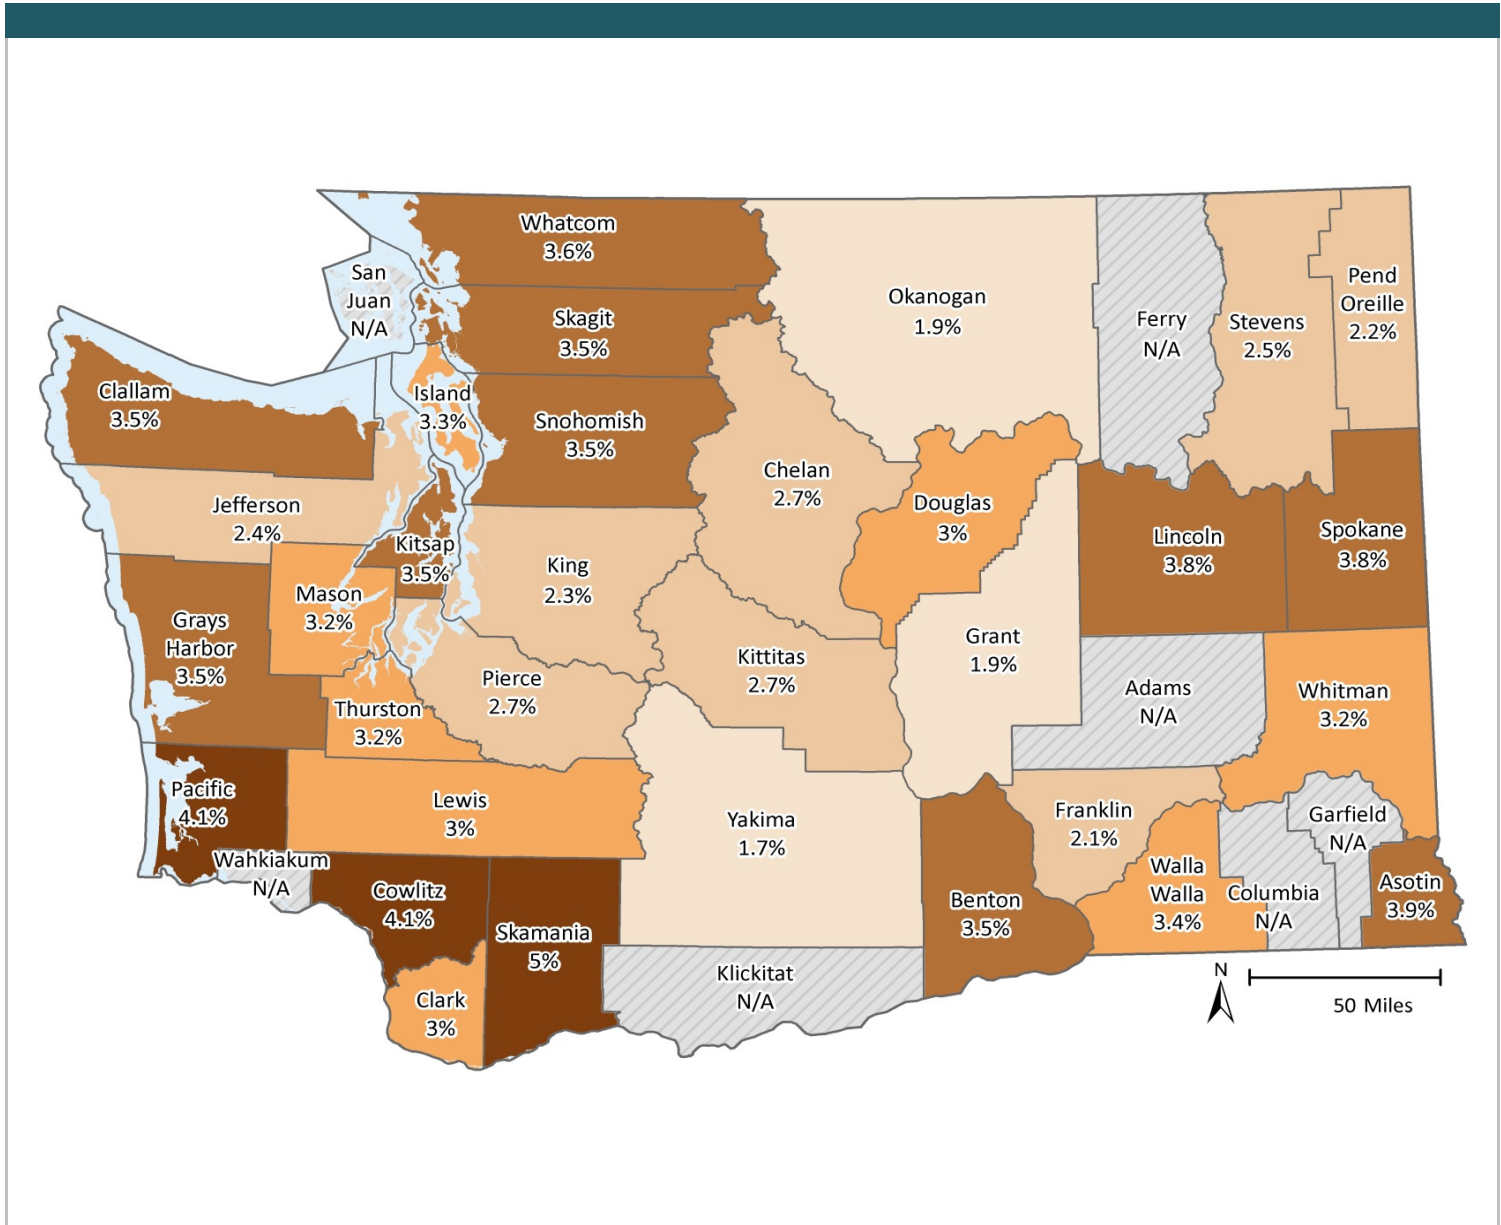 Whatcom
3.6%
San
Juan
N/A
Skagit
3.5%
Okanogan
1.9%
Ferry
N/A
Stevens
2.5%
Pend
Oreille
2.2%
Clallam
3.5%
Island
3.3%
Snohomish
3.5%
Chelan
2.7%
Douglas
3%
Jefferson
2.4%
Kitsap
3.5%
King
2.3%
Lincoln
3.8%
Spokane
3.8%
Mason
3.2%
Grays
Harbor
3.5%
Grant
1.9%
Kittitas
2.7%
Pierce
2.7%
Thurston
3.2%
Adams
N/A
Whitman
3.2%
Pacific
4.1%
Lewis
3%
Yakima
1.7%
Franklin
2.1%
Garfield
N/A
Wahkiakum
N/A
Cowlitz
4.1%
Skamania
5%
Benton
3.5%
Walla
Walla
3.4%
Columbia
N/A
Asotin
3.9%
Clark
3%
Klickitat
N/A
N
50 Miles